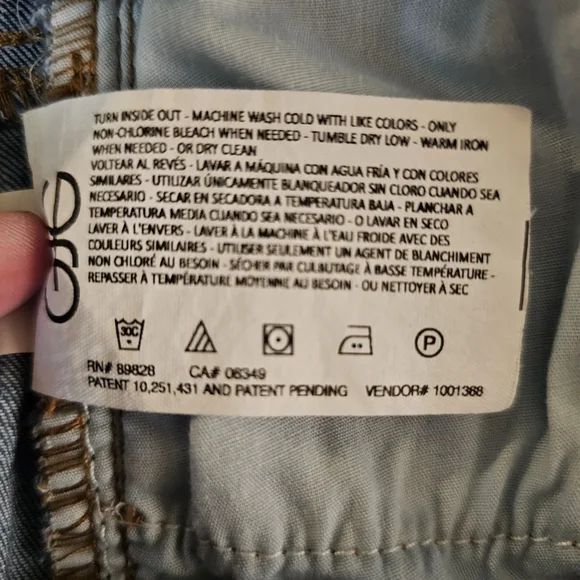 TURN INSIDE OUT - MACHINE WASH COLD WITH LIKE COLORS - ONLY
NON-CHLORINE BLEACH WHEN NEEDED - TUMBLE DRY LOW - WARM IRON
WHEN NEEDED - OR DRY CLEAN
VOLTEAR AL REVÉS - LAVAR A MÁQUINA CON AGUA FRÍA Y CON COLORES
SIMILARES - UTILIZAR ÚNICAMENTE BLANQUEADOR SIN CLORO CUANDO SEA
NECESARIO - SECAR EN SECADORA A TEMPERATURA BAJA - PLANCHAR A
TEMPERATURA MEDIA CUANDO SEA NECESARIO - O LAVAR EN SECO
LAVER À L'ENVERS - LAVER À LA MACHINE À L'EAU FROIDE AVEC DES
COULEURS SIMILAIRES - UTILISER SEULEMENT UN AGENT DE BLANCHIMENT
NON CHLORÉ AU BESOIN - SÉCHER PAR CULBUTAGE À BASSE TEMPÉRATURE -
REPASSER À TEMPÉRATURE MOYENNE AU BESOIN - OU NETTOYER À SEC
30C
P
RN# 89828 CA# 06349
PATENT 10,251,431 AND PATENT PENDING VENDOR# 1001368